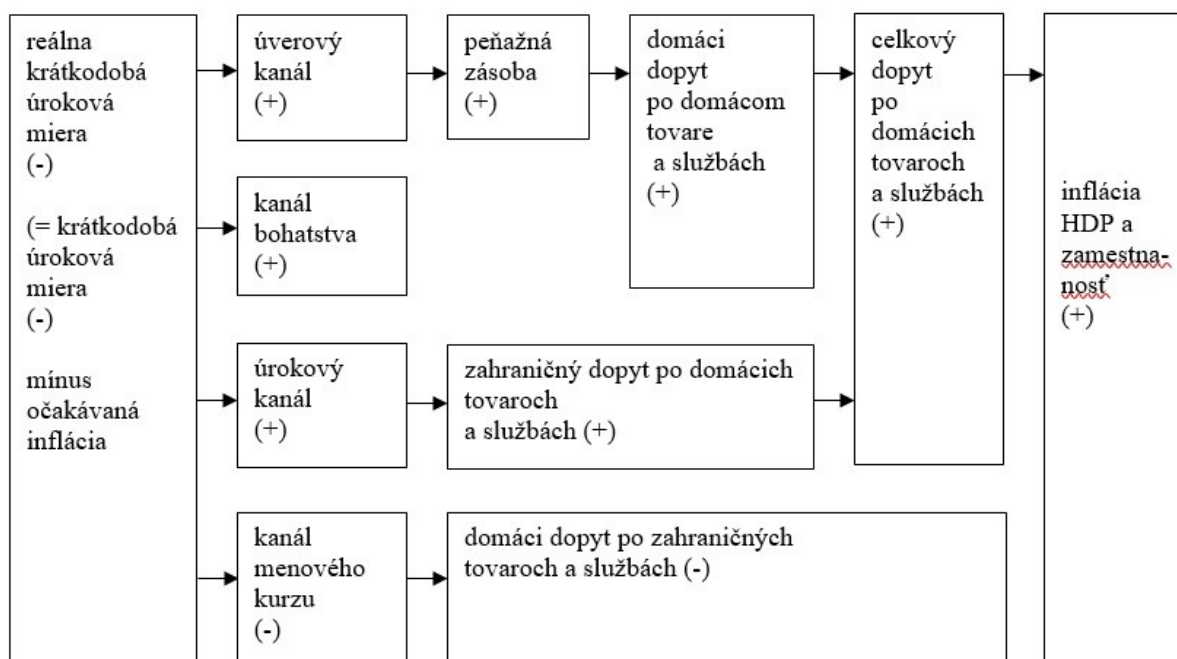 reálna
krátkodobá
úroková
miera
(-)
(= krátkodobá
úroková
miera
(-)
mínus
očakávaná
inflácia
úverový
kanál
(+)
peňažná
zásoba
(+)
domáci
dopyt
po domácom
tovare
a službách
(+)
celkový
dopyt
po
domácich
tovaroch
a službách
(+)
inflácia
HDP a
zamestna-
nosť
(+)
kanál
bohatstva
(+)
úrokový
kanál
(+)
zahraničný dopyt po domácich
tovaroch
a službách (+)
kanál
menového
kurzu
(-)
domáci dopyt po zahraničných
tovaroch a službách (-)